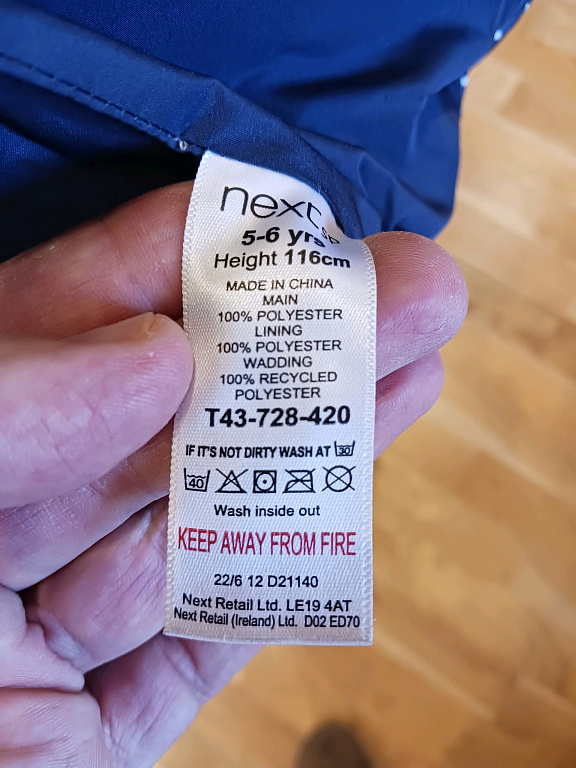 next
5-6 yrs
Height 116cm
MADE IN CHINA
MAIN
100% POLYESTER
LINING
100% POLYESTER
WADDING
100% RECYCLED
POLYESTER
T43-728-420
IF IT'S NOT DIRTY WASH AT 30
40
Wash inside out
KEEP AWAY FROM FIRE
22/6 12 D21140
Next Retail Ltd. LE19 4AT
Next Retail (Ireland) Ltd. D02 ED70